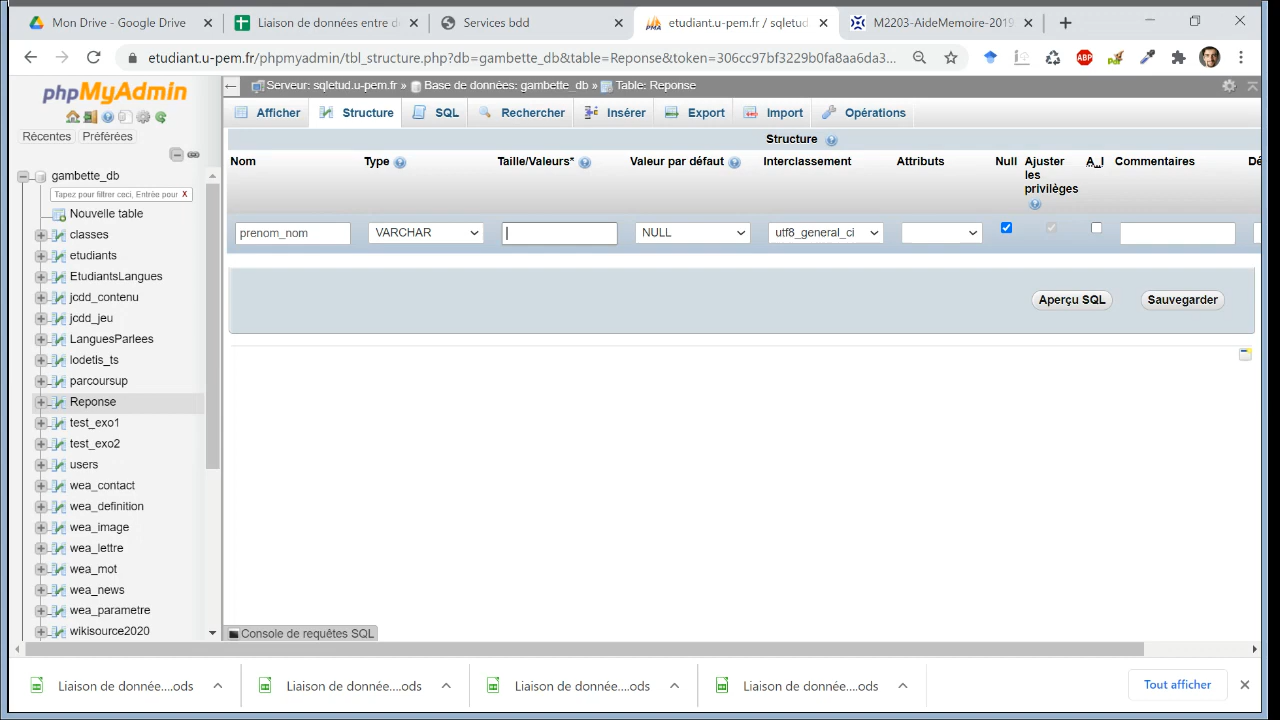 Mon Drive - Google Drive
Liaison de données entre d
Services bdd
etudiant.u-pem.fr / sqletud
M2203-AideMemoire-2019
etudiant.u-pem.fr/phpmyadmin/tbl_structure.php?db=gambette_db&table=Reponse&token=306cc97bf3229b0fa8aa6da3...
ABP
phpMyAdmin
Récentes Préférées
gambette_db
Tapez pour filtrer ceci, Entrée pour X
Nouvelle table
classes
etudiants
EtudiantsLangues
jcdd_contenu
jcdd_jeu
LanguesParlees
lodetis_ts
parcoursup
Reponse
test_exo1
test_exo2
users
wea_contact
wea_definition
wea_image
wea_lettre
wea_mot
wea_news
wea_parametre
wikisource2020
Serveur: sqletud.u-pem.fr » Base de données: gambette_db » Table: Reponse
Afficher Structure SQL Rechercher Insérer Export Import Opérations
Structure
Nom Type Taille/Valeurs* Valeur par défaut Interclassement Attributs Null Ajuster les privilèges A_I Commentaires Dé
prenom_nom VARCHAR NULL utf8_general_ci
Aperçu SQL Sauvegarder
Console de requêtes SQL
Liaison de donnée....ods Liaison de donnée....ods Liaison de donnée....ods Liaison de donnée....ods Tout afficher